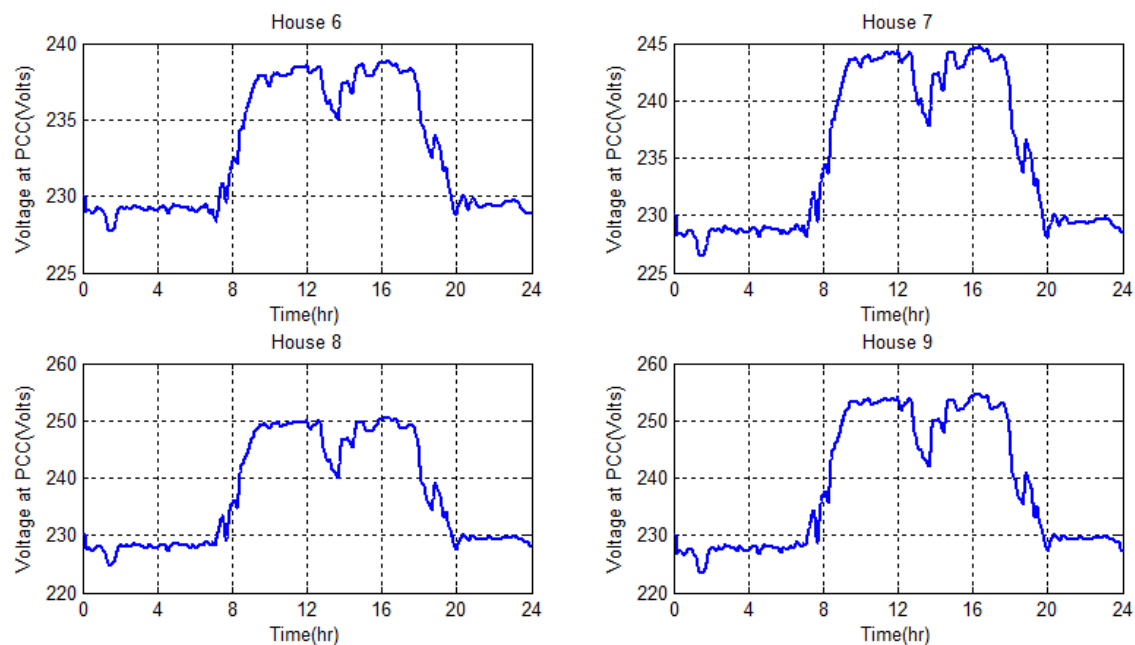 House 6
Voltage at PCC(Volts)
240
235
230
225
0 4 8 12 16 20 24
Time(hr)
House 7
Voltage at PCC(Volts)
245
240
235
230
225
0 4 8 12 16 20 24
Time(hr)
House 8
Voltage at PCC(Volts)
260
250
240
230
220
0 4 8 12 16 20 24
Time(hr)
House 9
Voltage at PCC(Volts)
260
250
240
230
220
0 4 8 12 16 20 24
Time(hr)